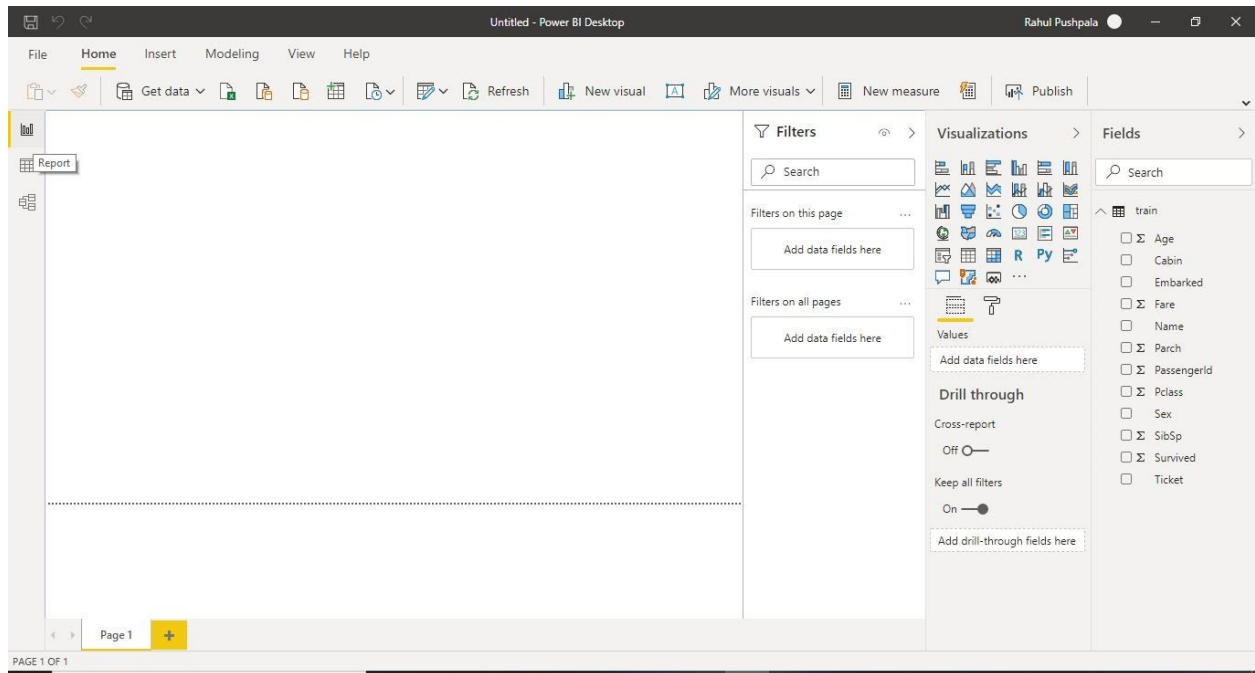 Untitled - Power BI Desktop
Rahul Pushpala
File Home Insert Modeling View Help
Get data
Refresh
New visual
A
More visuals
New measure
Publish
Report
Filters
Search
Filters on this page ...
Add data fields here
Filters on all pages ...
Add data fields here
Visualizations
123
R Py
...
Values
Add data fields here
Drill through
Cross-report
Off
Keep all filters
On
Add drill-through fields here
Fields
Search
train
Σ Age
Cabin
Embarked
Σ Fare
Name
Σ Parch
Σ PassengerId
Σ Pclass
Sex
Σ SibSp
Σ Survived
Ticket
Page 1 +
PAGE 1 OF 1